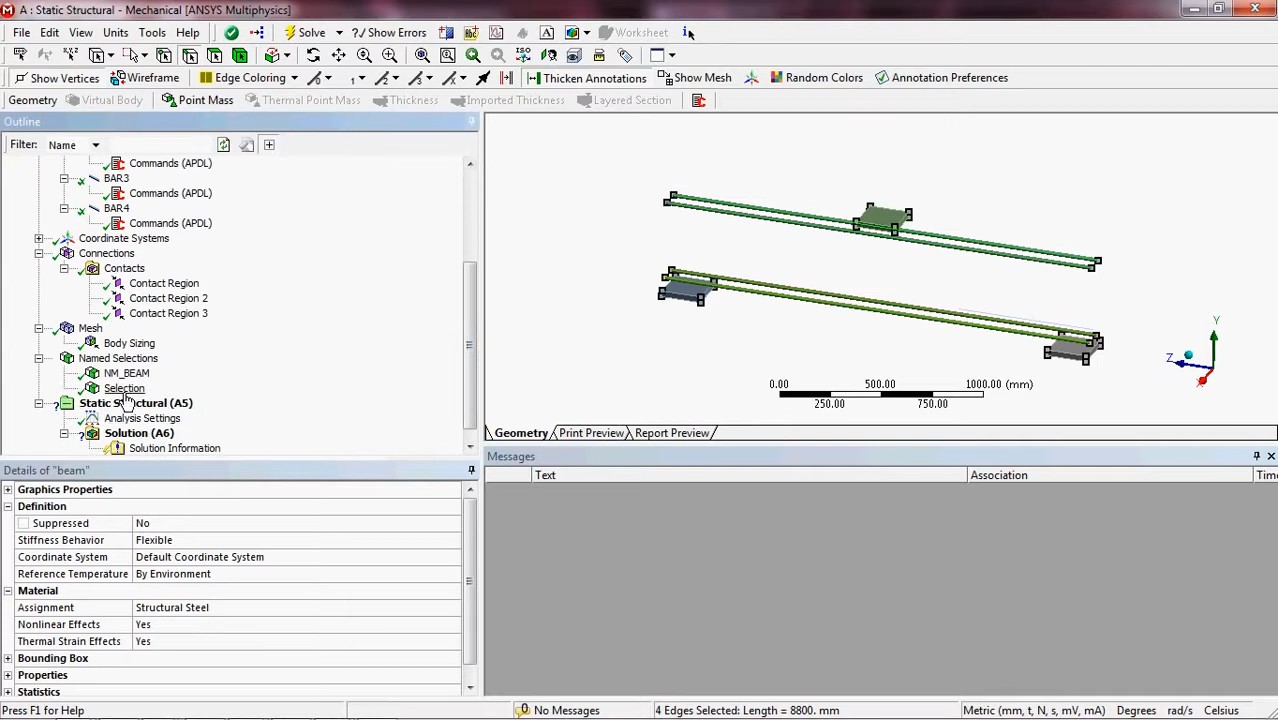 A : Static Structural - Mechanical [ANSYS Multiphysics]
File Edit View Units Tools Help Solve Show Errors Worksheet
Show Vertices Wireframe Edge Coloring Thicken Annotations Show Mesh Random Colors Annotation Preferences
Geometry Virtual Body Point Mass Thermal Point Mass Thickness Imported Thickness Layered Section
Outline
Filter: Name
Commands (APDL)
BAR3
Commands (APDL)
BAR4
Commands (APDL)
Coordinate Systems
Connections
Contacts
Contact Region
Contact Region 2
Contact Region 3
Mesh
Body Sizing
Named Selections
NM_BEAM
Selection
Static Structural (A5)
Analysis Settings
Solution (A6)
Solution Information
Y
Z
0.00 500.00 1000.00 (mm)
250.00 750.00
Geometry Print Preview Report Preview
Details of "beam"
Graphics Properties
Definition
Suppressed No
Stiffness Behavior Flexible
Coordinate System Default Coordinate System
Reference Temperature By Environment
Material
Assignment Structural Steel
Nonlinear Effects Yes
Thermal Strain Effects Yes
Bounding Box
Properties
Statistics
Messages
Text Association Time
Press F1 for Help No Messages 4 Edges Selected: Length = 8800. mm Metric (mm, t, N, s, mV, mA) Degrees rad/s Celsius